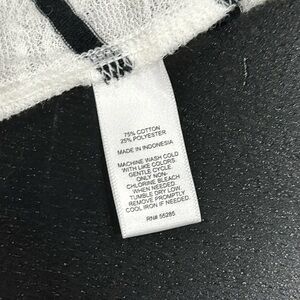 75% COTTON
25% POLYESTER
MADE IN INDONESIA
MACHINE WASH COLD
WITH LIKE COLORS.
GENTLE CYCLE.
ONLY NON-
CHLORINE BLEACH
WHEN NEEDED.
TUMBLE DRY LOW.
REMOVE PROMPTLY
COOL IRON IF NEEDED.
RN# 55285